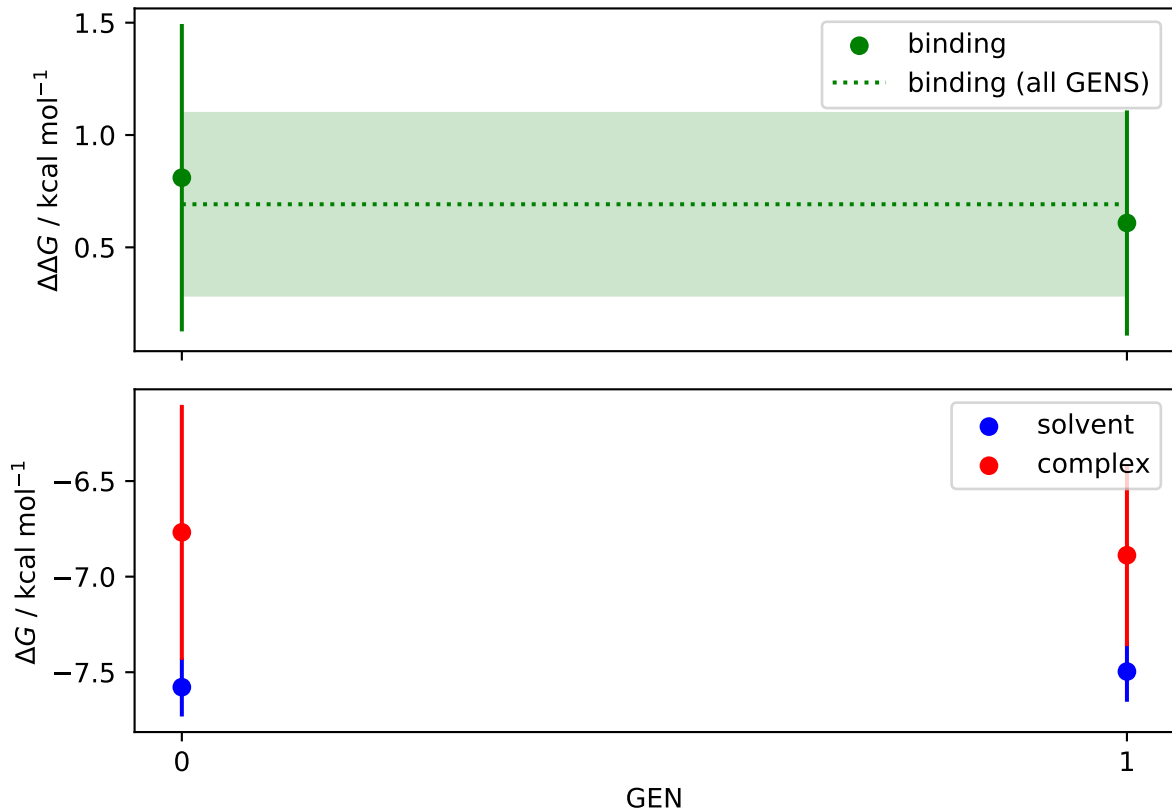 1.5
1.0
0.5
ΔΔG / kcal mol⁻¹
binding
binding (all GENS)
−6.5
−7.0
−7.5
ΔG / kcal mol⁻¹
solvent
complex
0
1
GEN